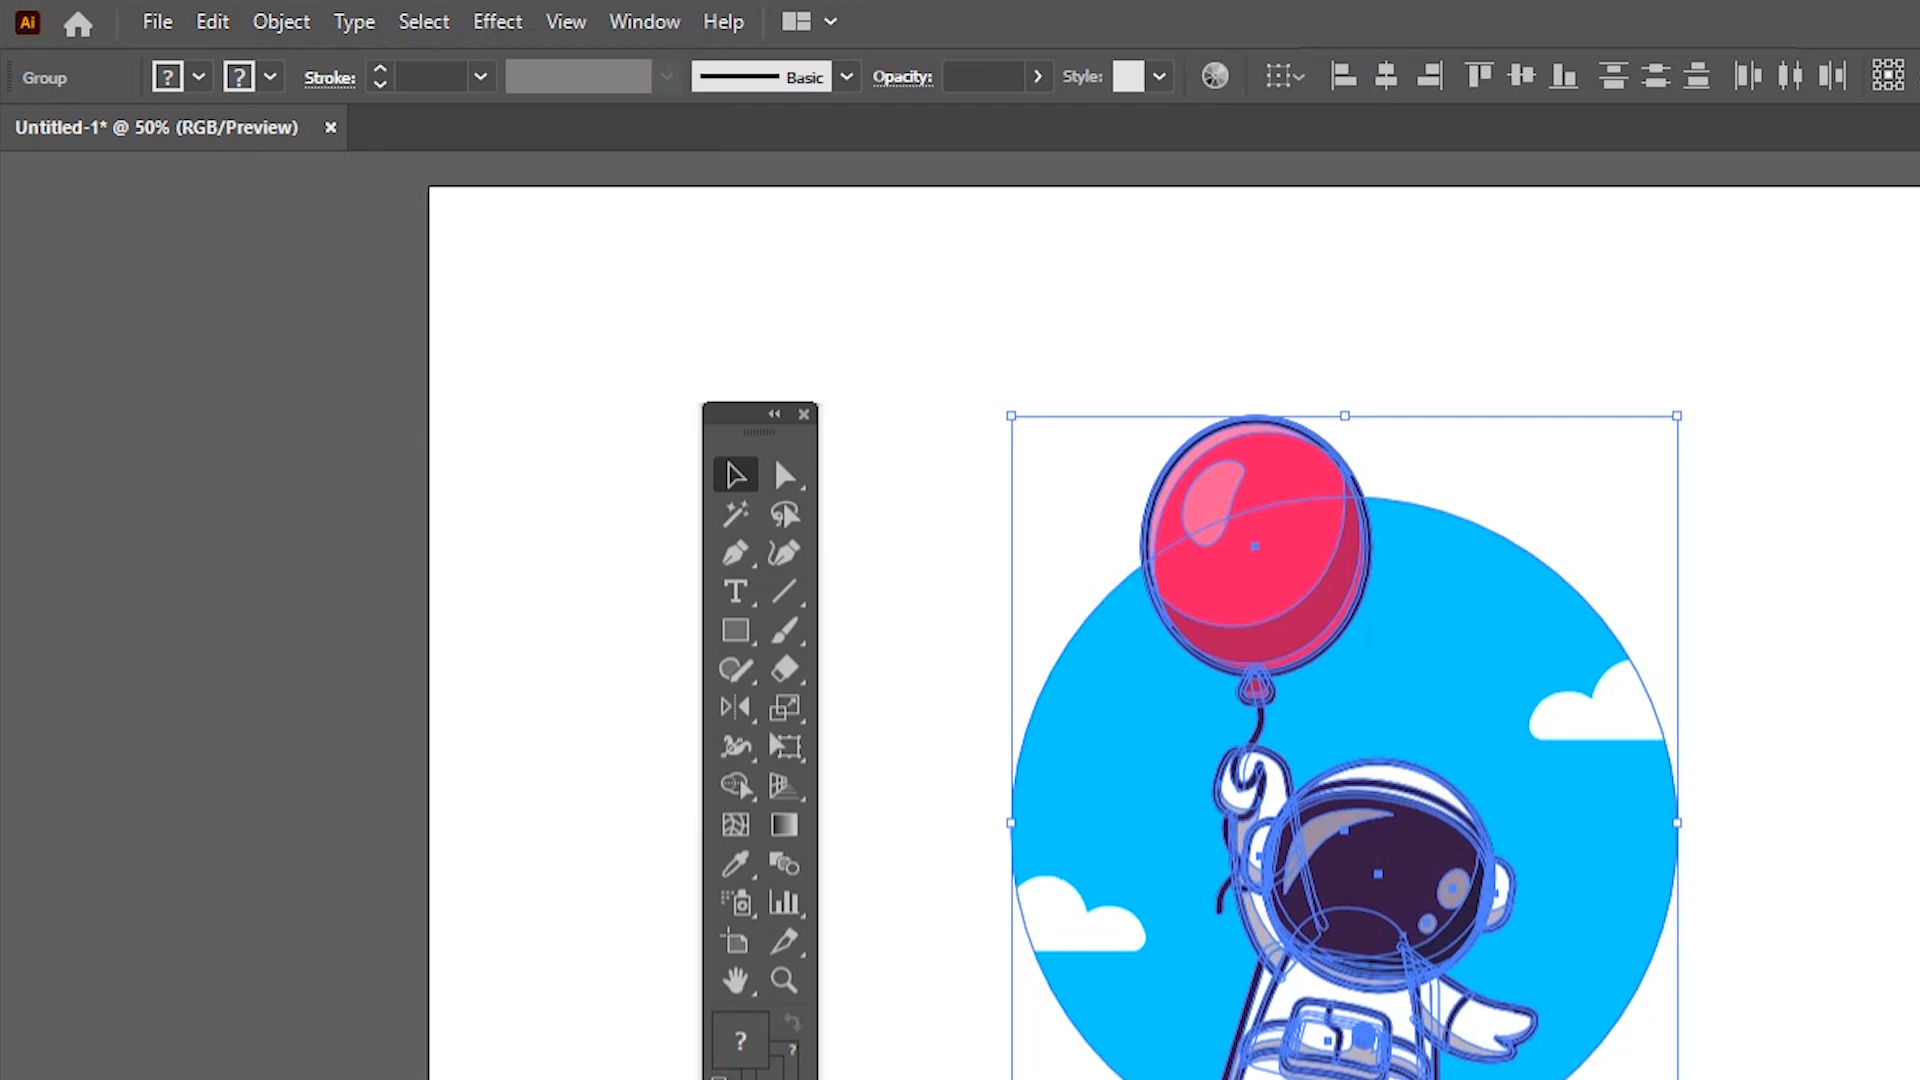 Ai File Edit Object Type Select Effect View Window Help
Group ? ? Stroke: Basic Opacity: Style:
Untitled-1* @ 50% (RGB/Preview) ×
T
?
?